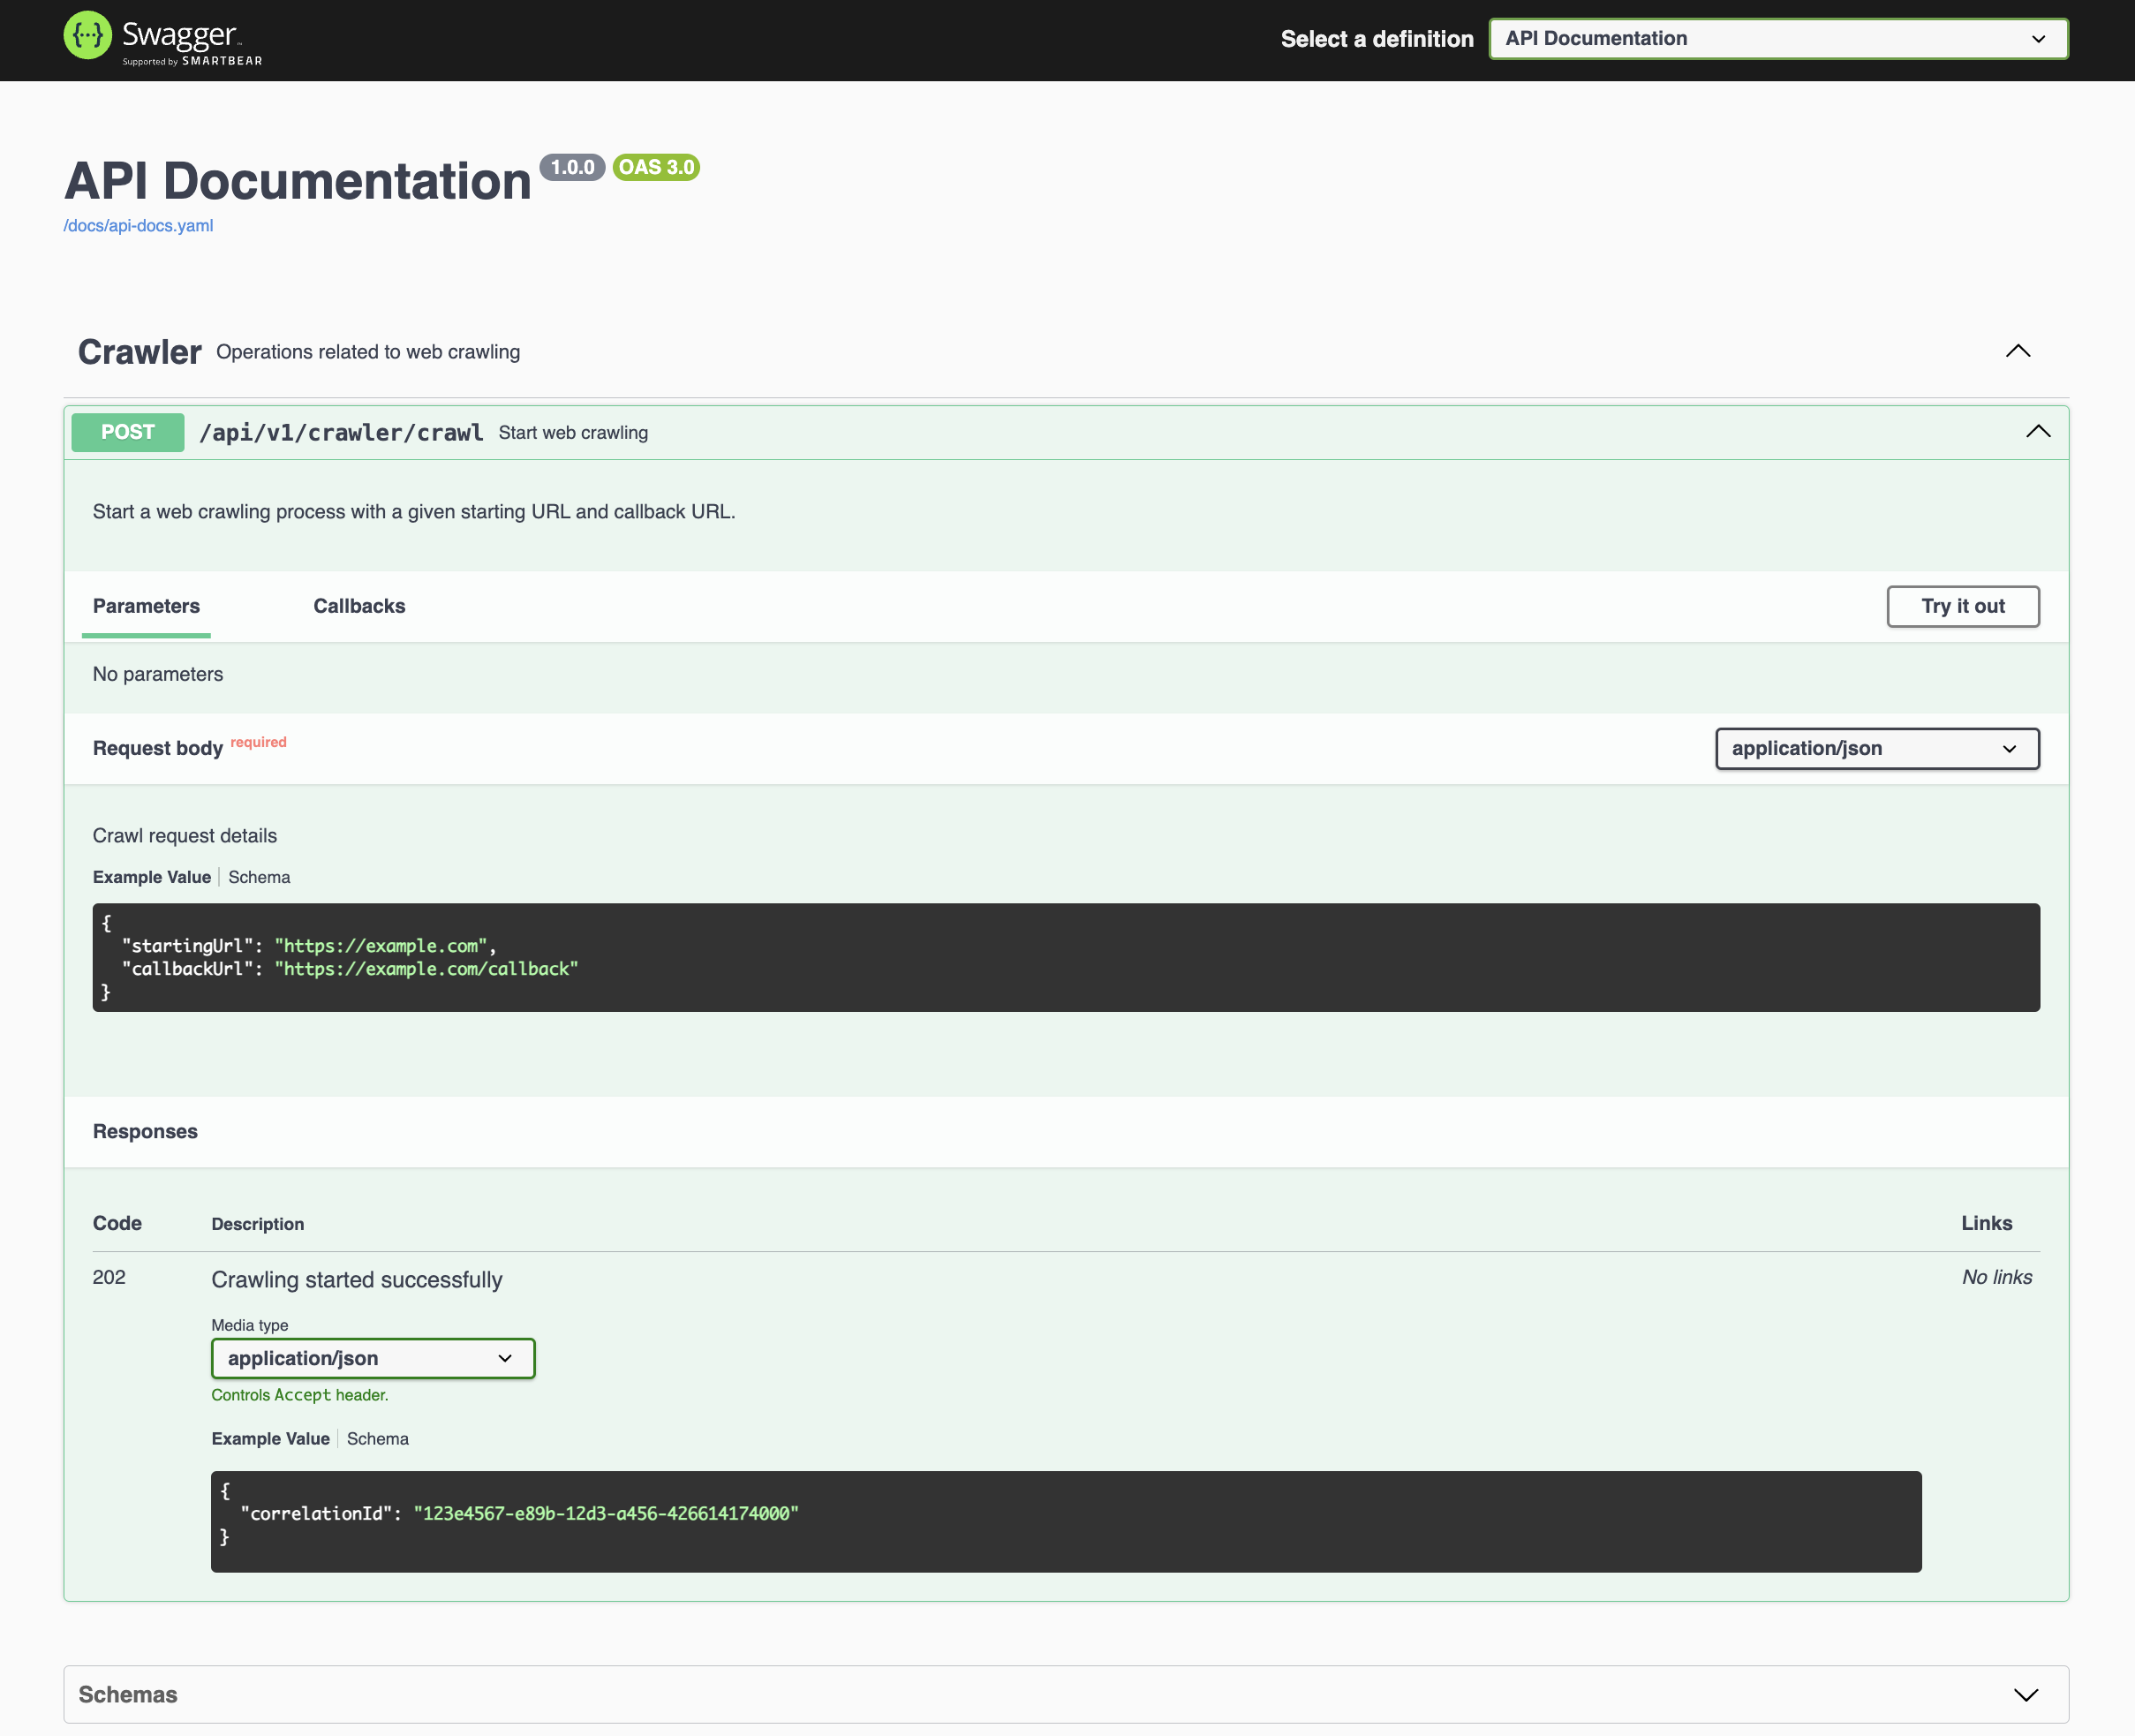 {···} Swagger™
Supported by SMARTBEAR
Select a definition
API Documentation
API Documentation 1.0.0 OAS 3.0
/docs/api-docs.yaml
Crawler Operations related to web crawling
POST /api/v1/crawler/crawl Start web crawling
Start a web crawling process with a given starting URL and callback URL.
Parameters Callbacks Try it out
No parameters
Request body required application/json
Crawl request details
Example Value | Schema
{
  "startingUrl": "https://example.com",
  "callbackUrl": "https://example.com/callback"
}
Responses
Code Description Links
202 Crawling started successfully No links
Media type
application/json
Controls Accept header.
Example Value | Schema
{
  "correlationId": "123e4567-e89b-12d3-a456-426614174000"
}
Schemas